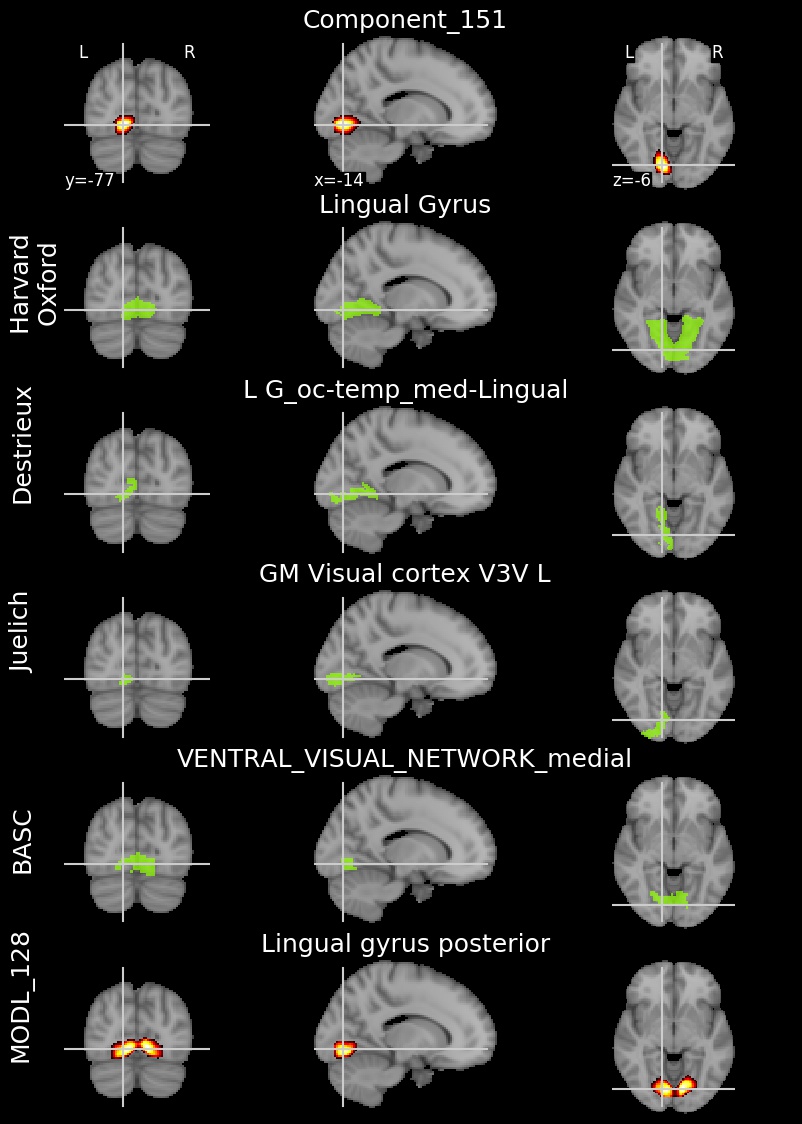 Component_151
L R L R
y=-77 x=-14 z=-6
Lingual Gyrus
Harvard
Oxford
L G_oc-temp_med-Lingual
Destrieux
GM Visual cortex V3V L
Juelich
VENTRAL_VISUAL_NETWORK_medial
BASC
Lingual gyrus posterior
MODL_128